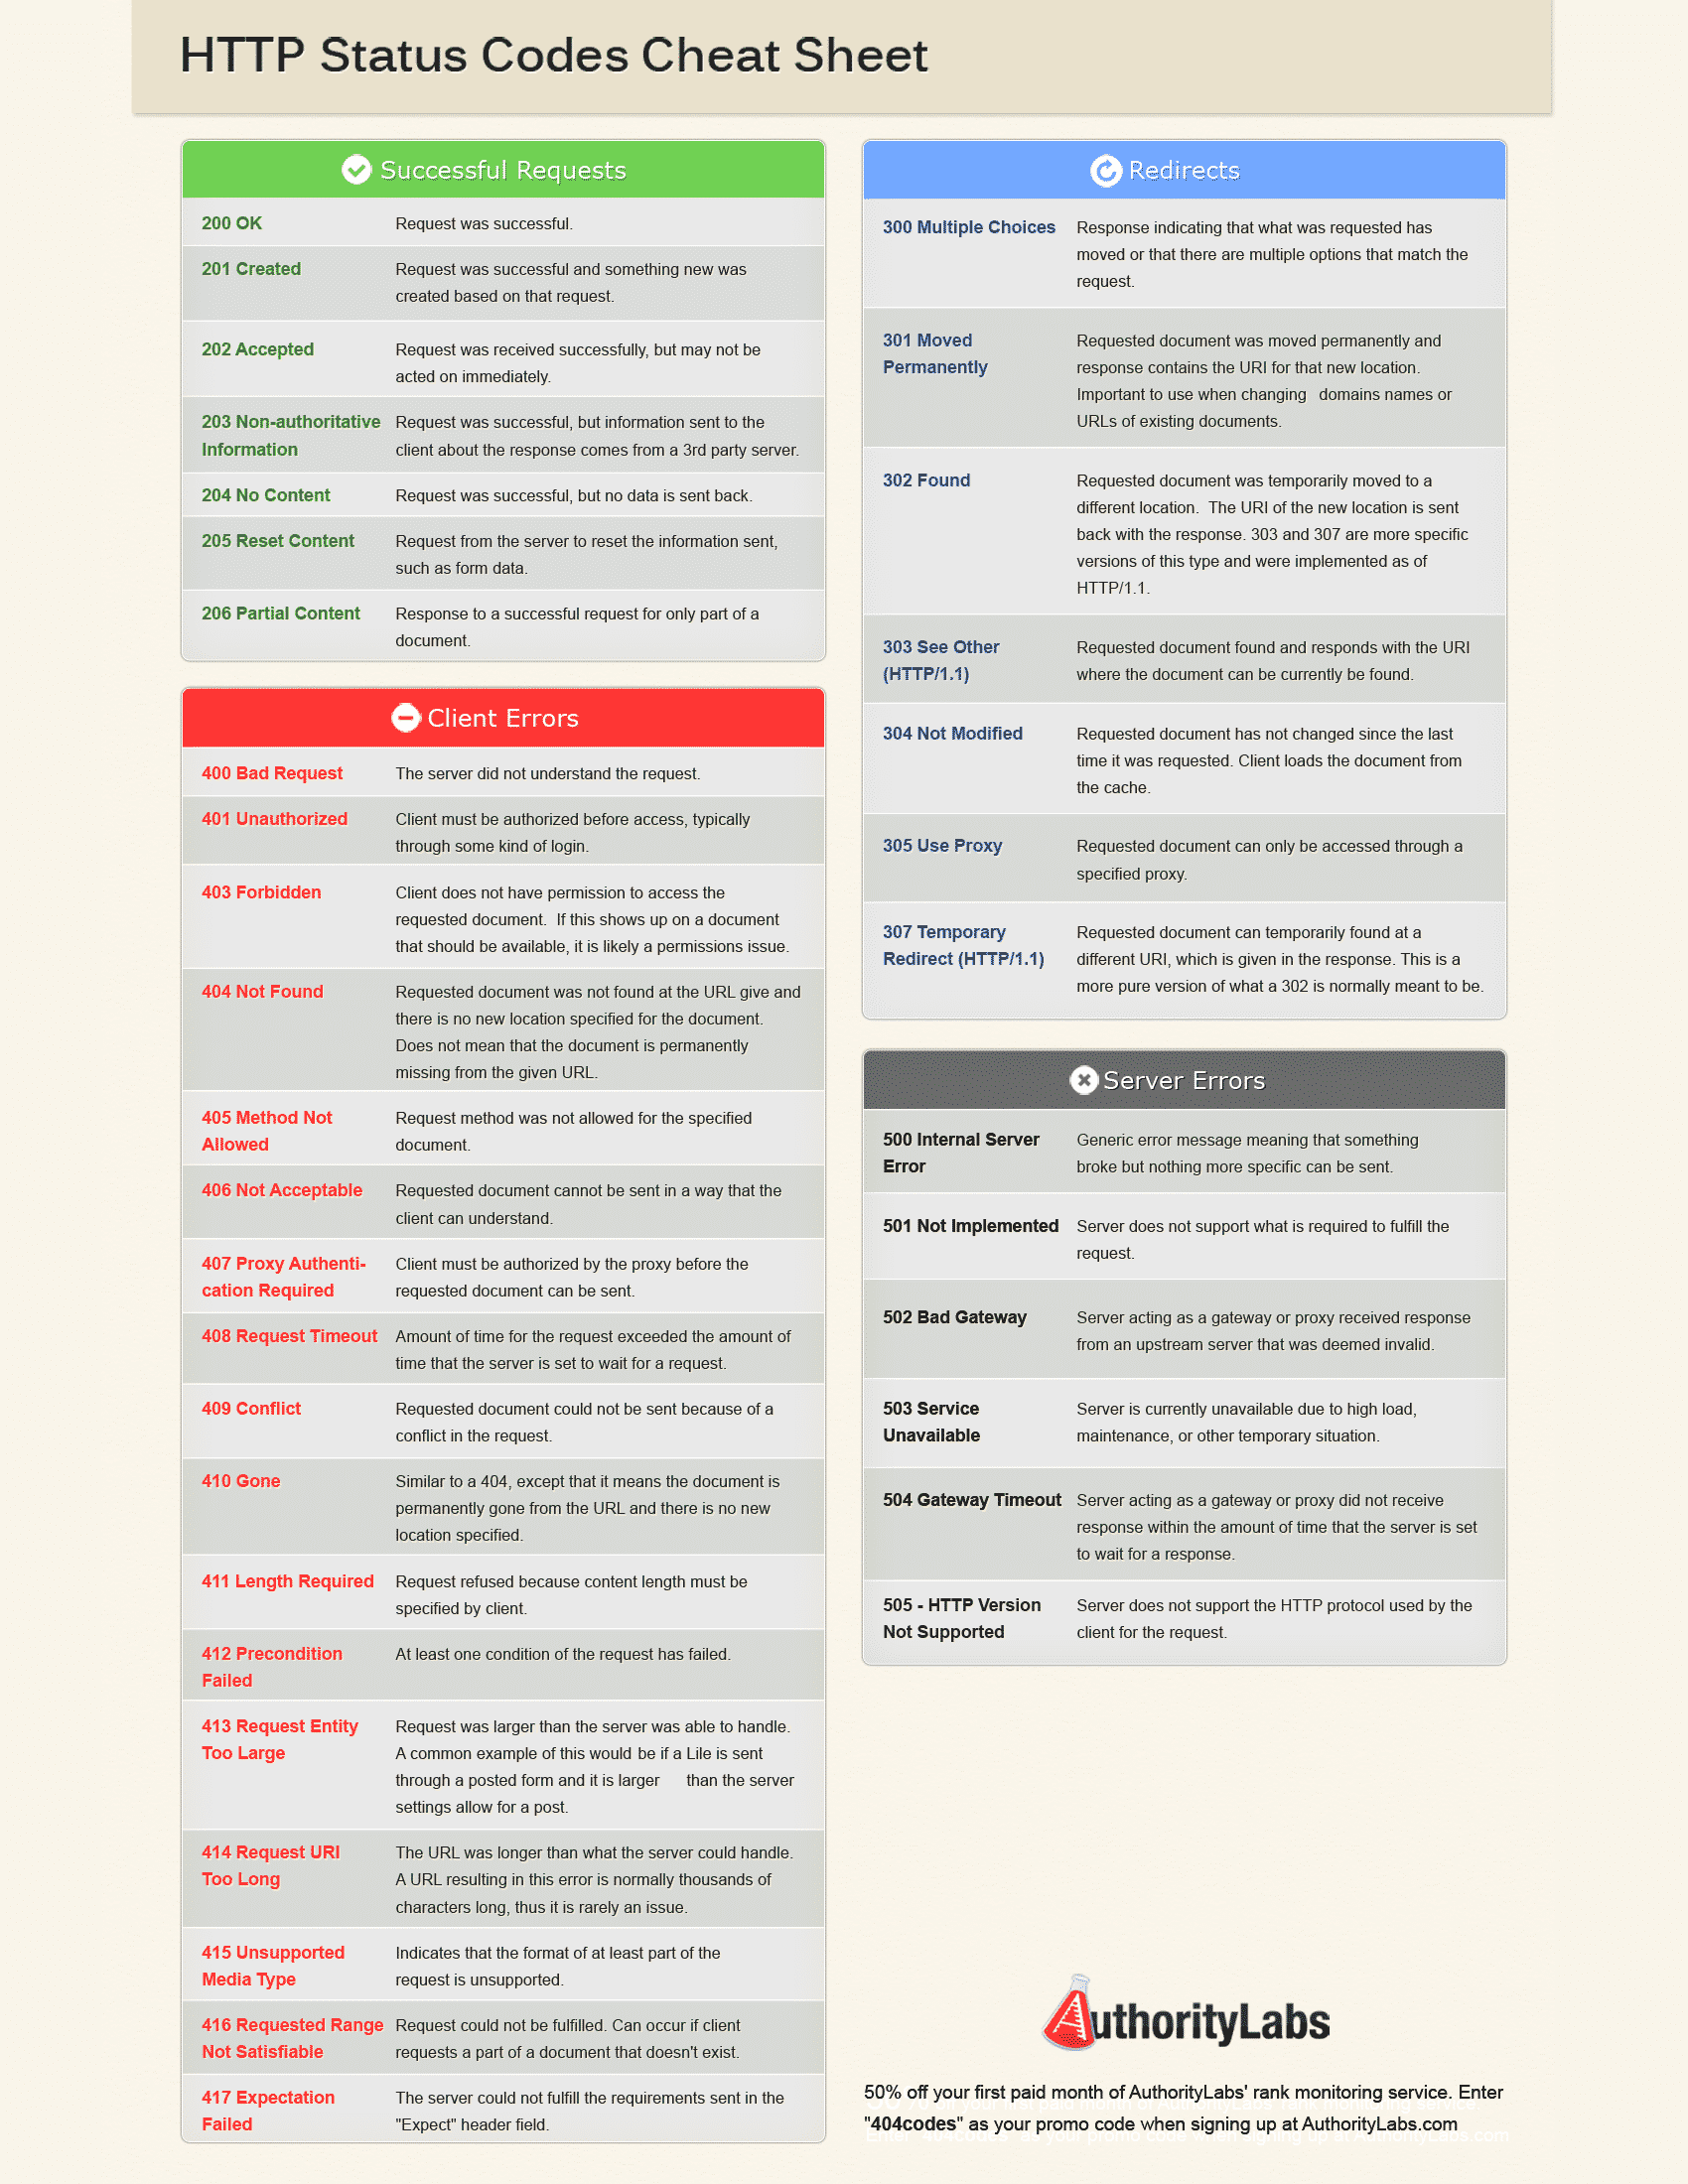 HTTP Status Codes Cheat Sheet
Successful Requests
200 OK
Request was successful.
201 Created
Request was successful and something new was
created based on that request.
202 Accepted
Request was received successfully, but may not be
acted on immediately.
203 Non-authoritative
Information
Request was successful, but information sent to the
client about the response comes from a 3rd party server.
204 No Content
Request was successful, but no data is sent back.
205 Reset Content
Request from the server to reset the information sent,
such as form data.
206 Partial Content
Response to a successful request for only part of a
document.
Client Errors
400 Bad Request
The server did not understand the request.
401 Unauthorized
Client must be authorized before access, typically
through some kind of login.
403 Forbidden
Client does not have permission to access the
requested document.  If this shows up on a document
that should be available, it is likely a permissions issue.
404 Not Found
Requested document was not found at the URL give and
there is no new location specified for the document.
Does not mean that the document is permanently
missing from the given URL.
405 Method Not
Allowed
Request method was not allowed for the specified
document.
406 Not Acceptable
Requested document cannot be sent in a way that the
client can understand.
407 Proxy Authenti-
cation Required
Client must be authorized by the proxy before the
requested document can be sent.
408 Request Timeout
Amount of time for the request exceeded the amount of
time that the server is set to wait for a request.
409 Conflict
Requested document could not be sent because of a
conflict in the request.
410 Gone
Similar to a 404, except that it means the document is
permanently gone from the URL and there is no new
location specified.
411 Length Required
Request refused because content length must be
specified by client.
412 Precondition
Failed
At least one condition of the request has failed.
413 Request Entity
Too Large
Request was larger than the server was able to handle.
A common example of this would be if a Lile is sent
through a posted form and it is larger than the server
settings allow for a post.
414 Request URI
Too Long
The URL was longer than what the server could handle.
A URL resulting in this error is normally thousands of
characters long, thus it is rarely an issue.
415 Unsupported
Media Type
Indicates that the format of at least part of the
request is unsupported.
416 Requested Range
Not Satisfiable
Request could not be fulfilled. Can occur if client
requests a part of a document that doesn't exist.
417 Expectation
Failed
The server could not fulfill the requirements sent in the
"Expect" header field.
Redirects
300 Multiple Choices
Response indicating that what was requested has
moved or that there are multiple options that match the
request.
301 Moved
Permanently
Requested document was moved permanently and
response contains the URI for that new location.
Important to use when changing domains names or
URLs of existing documents.
302 Found
Requested document was temporarily moved to a
different location.  The URI of the new location is sent
back with the response. 303 and 307 are more specific
versions of this type and were implemented as of
HTTP/1.1.
303 See Other
(HTTP/1.1)
Requested document found and responds with the URI
where the document can be currently be found.
304 Not Modified
Requested document has not changed since the last
time it was requested. Client loads the document from
the cache.
305 Use Proxy
Requested document can only be accessed through a
specified proxy.
307 Temporary
Redirect (HTTP/1.1)
Requested document can temporarily found at a
different URI, which is given in the response. This is a
more pure version of what a 302 is normally meant to be.
Server Errors
500 Internal Server
Error
Generic error message meaning that something
broke but nothing more specific can be sent.
501 Not Implemented
Server does not support what is required to fulfill the
request.
502 Bad Gateway
Server acting as a gateway or proxy received response
from an upstream server that was deemed invalid.
503 Service
Unavailable
Server is currently unavailable due to high load,
maintenance, or other temporary situation.
504 Gateway Timeout
Server acting as a gateway or proxy did not receive
response within the amount of time that the server is set
to wait for a response.
505 - HTTP Version
Not Supported
Server does not support the HTTP protocol used by the
client for the request.
AuthorityLabs
50% off your first paid month of AuthorityLabs' rank monitoring service. Enter
"404codes" as your promo code when signing up at AuthorityLabs.com
50% off your first paid month of AuthorityLabs' rank monitoring service.
Enter "404codes" as your promo code when signing up at AuthorityLabs.com